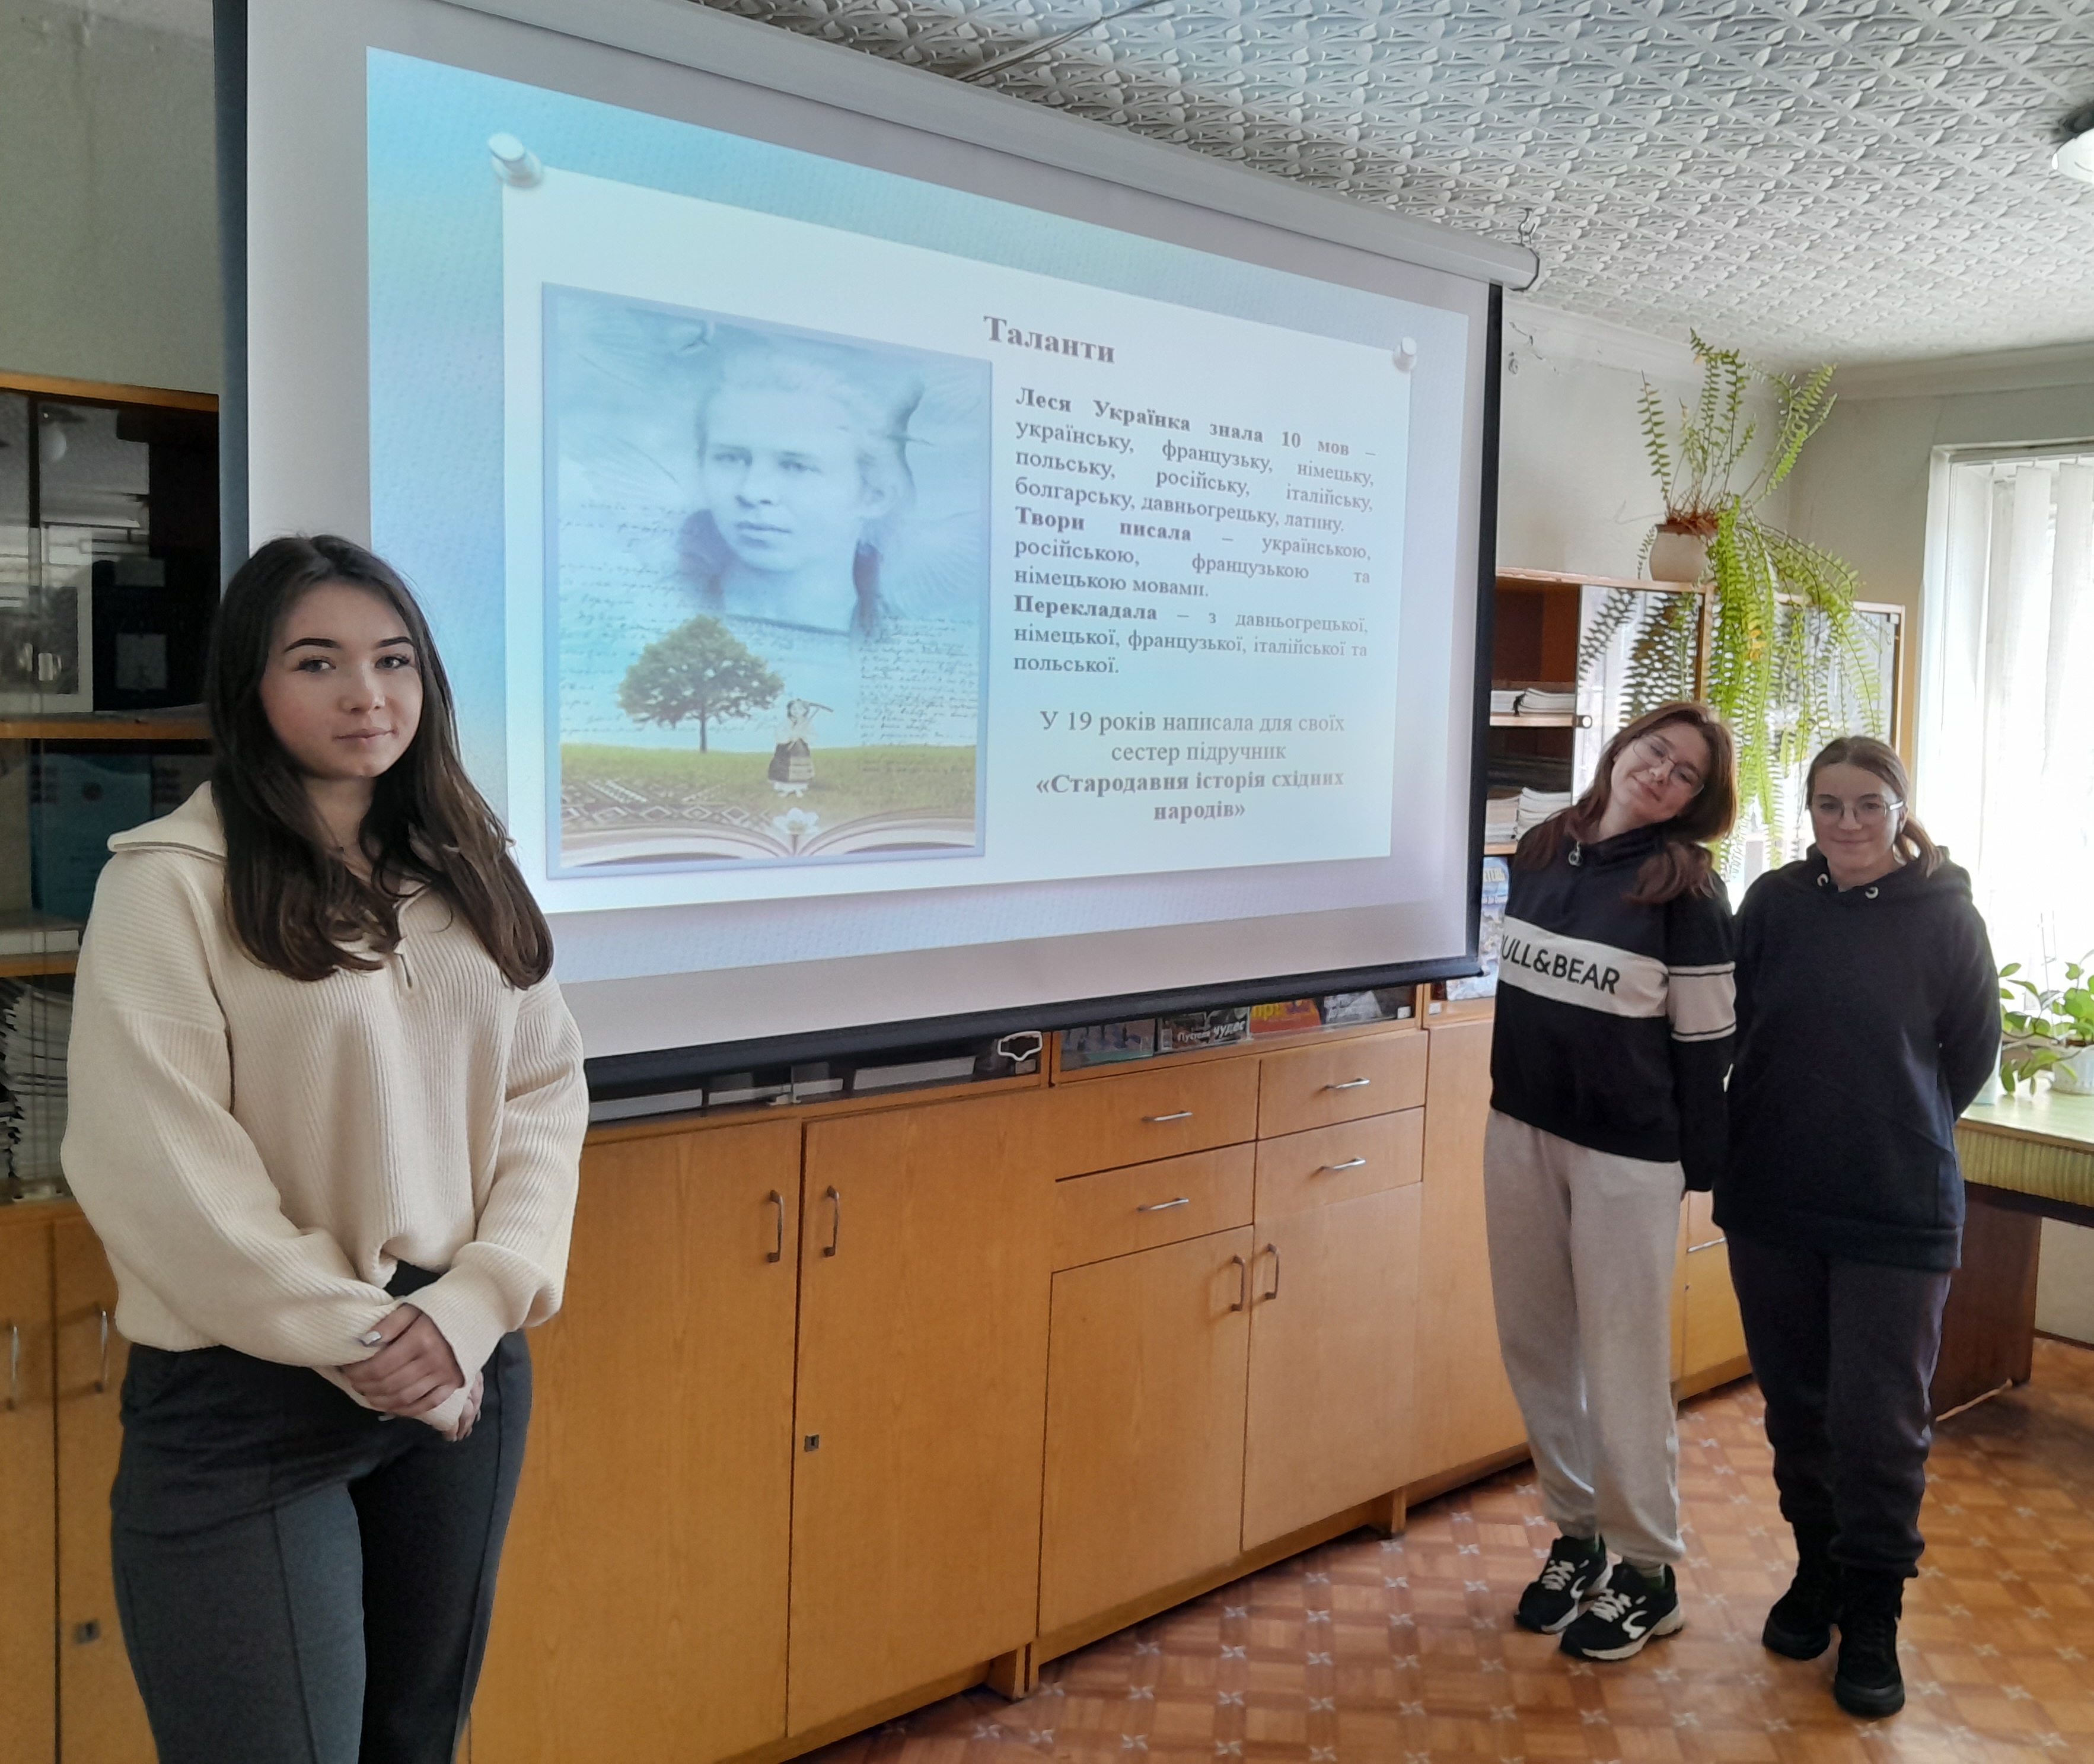 Таланти
Леся Українка знала 10 мов –
українську, французьку, німецьку,
польську, російську, італійську,
болгарську, давньогрецьку, латину.
Твори писала – українською,
російською, французькою та
німецькою мовами.
Перекладала – з давньогрецької,
німецької, французької, італійської та
польської.
У 19 років написала для своїх
сестер підручник
«Стародавня історія східних
народів»
ULL&BEAR
чудес